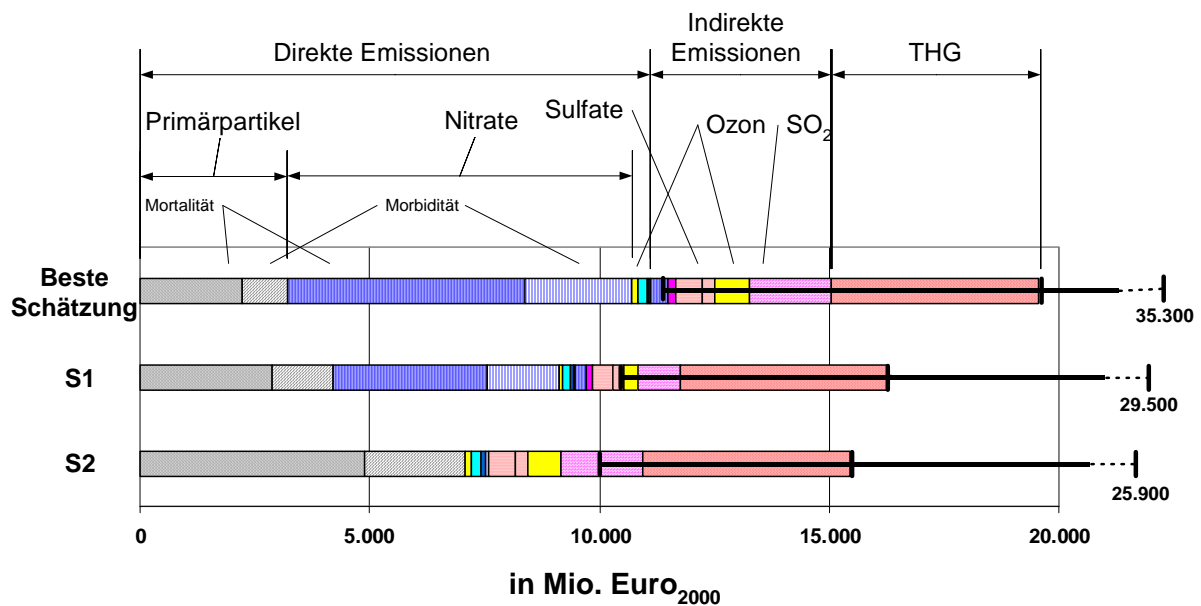 Direkte Emissionen
Indirekte
Emissionen
THG
Primärpartikel
Nitrate
Sulfate
Ozon
SO₂
Mortalität
Morbidität
Beste
Schätzung
35.300
S1
29.500
S2
25.900
0
5.000
10.000
15.000
20.000
in Mio. Euro₂₀₀₀